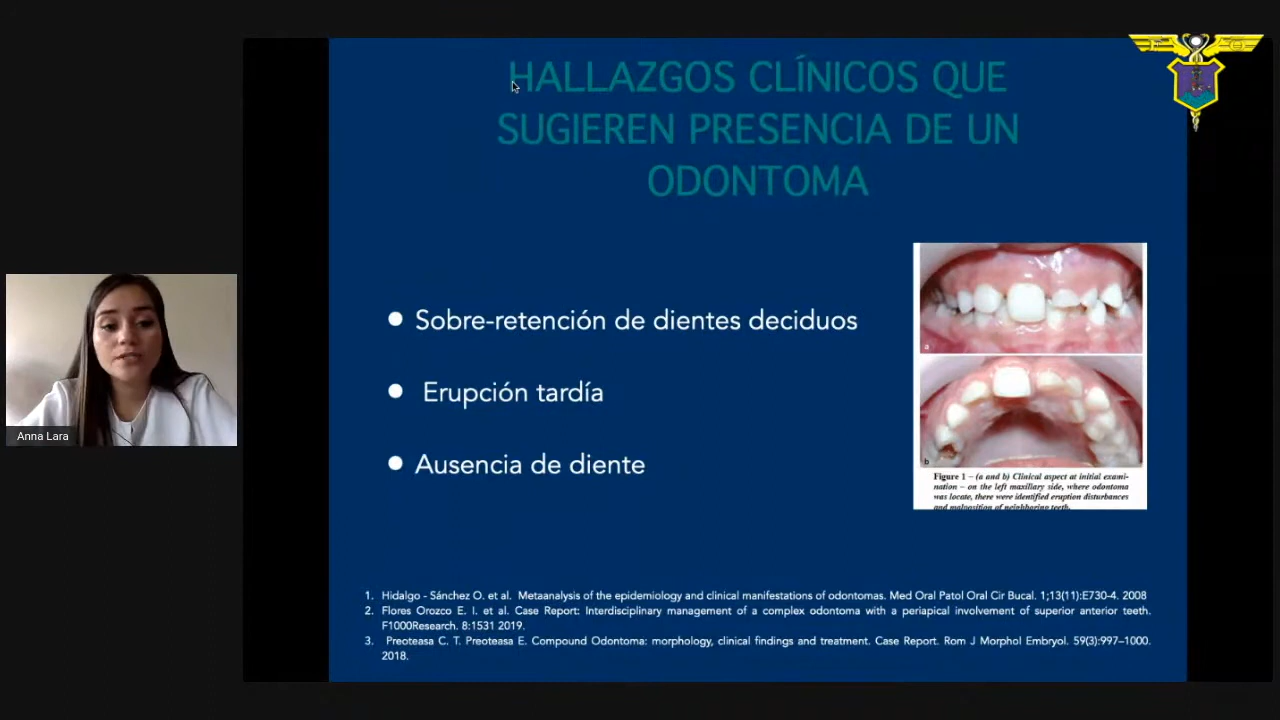 HALLAZGOS CLÍNICOS QUE
SUGIEREN PRESENCIA DE UN
ODONTOMA
Sobre-retención de dientes deciduos
Erupción tardía
Ausencia de diente
a
b
Figure 1 – (a and b) Clinical aspect at initial exami-
nation – on the left maxillary side, where odontoma
was locate, there were identified eruption disturbances
and malposition of neighboring teeth.
Anna Lara
1. Hidalgo - Sánchez O. et al. Metaanalysis of the epidemiology and clinical manifestations of odontomas. Med Oral Patol Oral Cir Bucal. 1;13(11):E730-4. 2008
2. Flores Orozco E. I. et al. Case Report: Interdisciplinary management of a complex odontoma with a periapical involvement of superior anterior teeth.
F1000Research. 8:1531 2019.
3. Preoteasa C. T. Preoteasa E. Compound Odontoma: morphology, clinical findings and treatment. Case Report. Rom J Morphol Embryol. 59(3):997–1000.
2018.